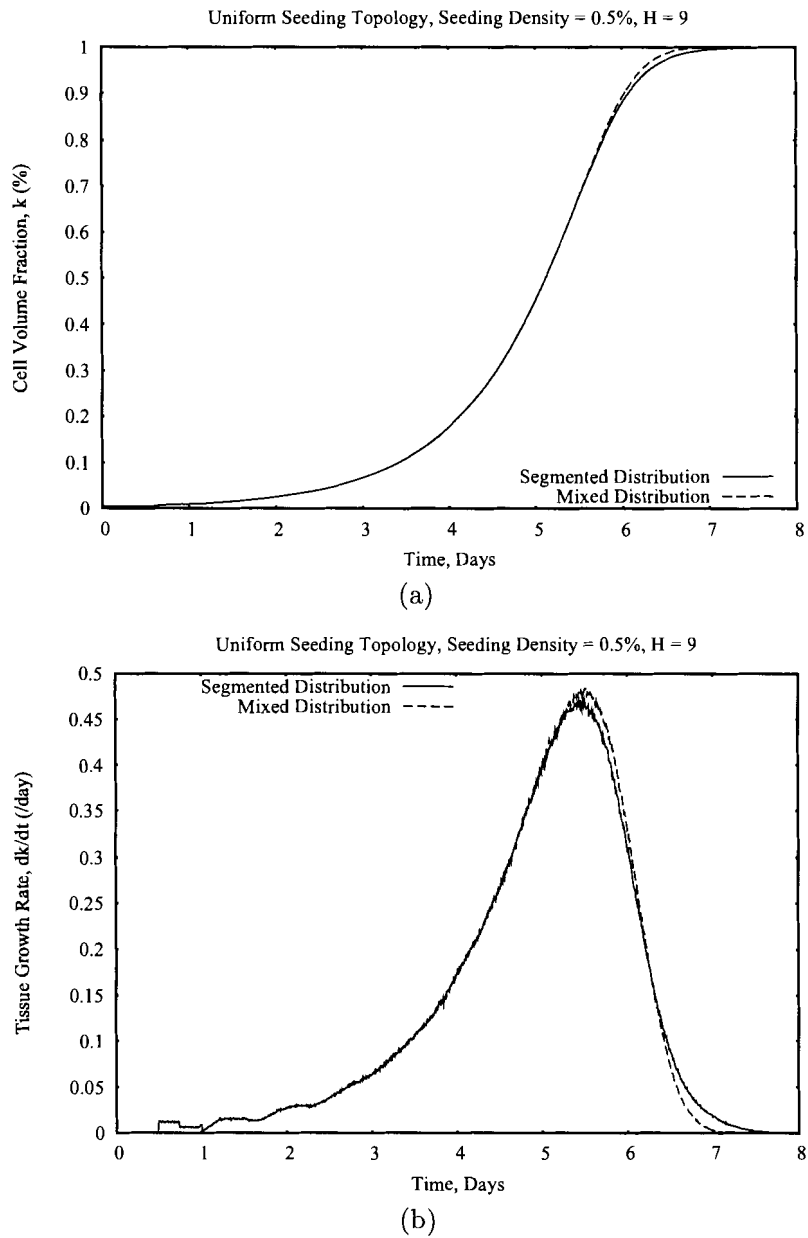 Uniform Seeding Topology, Seeding Density = 0.5%, H = 9
1
0.9
0.8
0.7
0.6
0.5
0.4
0.3
0.2
0.1
0
Cell Volume Fraction, k (%)
Segmented Distribution
Mixed Distribution
0 1 2 3 4 5 6 7 8
Time, Days
(a)
Uniform Seeding Topology, Seeding Density = 0.5%, H = 9
0.5
0.45
0.4
0.35
0.3
0.25
0.2
0.15
0.1
0.05
0
Tissue Growth Rate, dk/dt (/day)
Segmented Distribution
Mixed Distribution
0 1 2 3 4 5 6 7 8
Time, Days
(b)